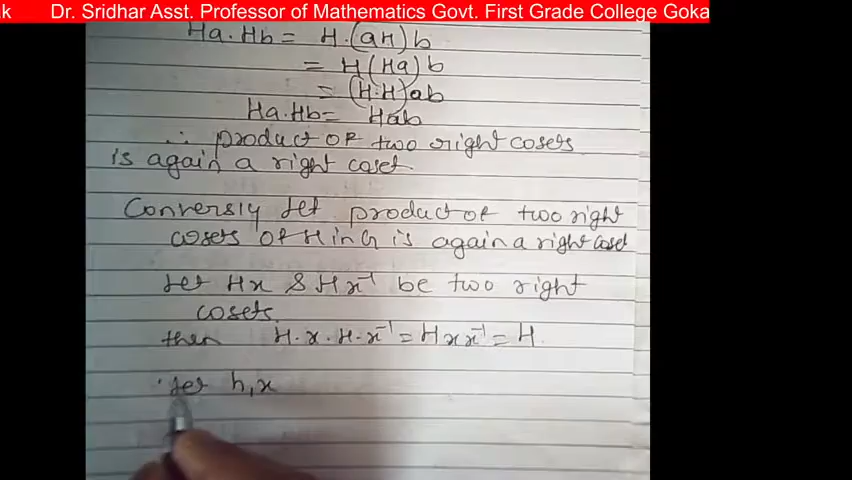 k Dr. Sridhar Asst. Professor of Mathematics Govt. First Grade College Goka
Ha.Hb = H.(aH)b
= H(Ha)b
= (H.H)ab
Ha.Hb = Hab
∴ product of two right cosets
is again a right coset.
Conversly let product of two right
cosets of H in G is again a right coset
let Hx & Hx⁻¹ be two right
cosets.
then H.x.H.x⁻¹ = Hxx⁻¹ = H.
let h,x